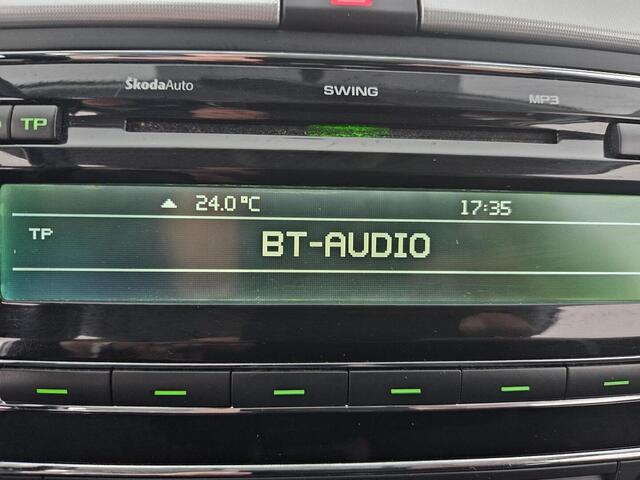 ŠkodaAuto SWING MP3
TP
24.0°C 17:35
TP
BT-AUDIO